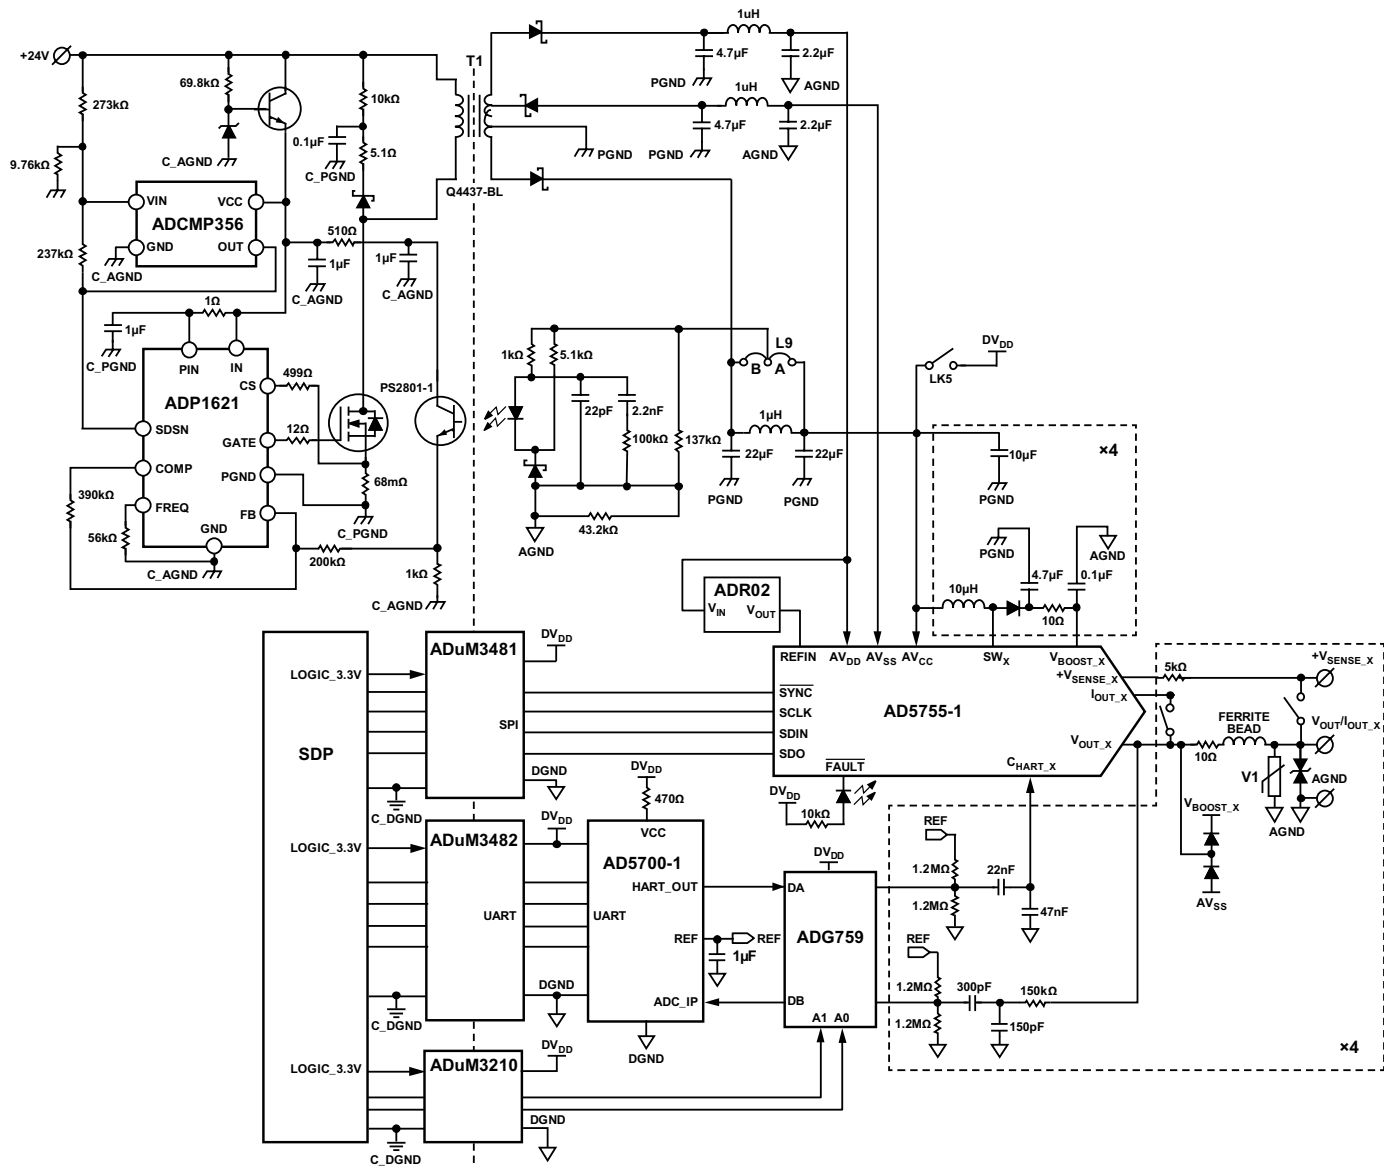 +24V
273kΩ
9.76kΩ
237kΩ
69.8kΩ
C_AGND
10kΩ
0.1µF
5.1Ω
C_PGND
T1
Q4437-BL
1uH
4.7µF
2.2µF
PGND
AGND
1uH
4.7µF
2.2µF
PGND
AGND
PGND
VIN
VCC
ADCMP356
GND
OUT
C_AGND
510Ω
1µF
1µF
C_AGND
C_AGND
1Ω
1µF
C_PGND
PIN
IN
CS
ADP1621
SDSN
GATE
COMP
PGND
FREQ
FB
GND
499Ω
12Ω
PS2801-1
68mΩ
C_PGND
390kΩ
56kΩ
C_AGND
200kΩ
1kΩ
C_AGND
1kΩ
5.1kΩ
22pF
2.2nF
100kΩ
137kΩ
43.2kΩ
AGND
L9
B
A
1µH
22µF
22µF
PGND
PGND
LK5
DVDD
10µF
PGND
×4
PGND
AGND
4.7µF
0.1µF
10µH
10Ω
ADR02
VIN
VOUT
REFIN
AVDD
AVSS
AVCC
SWX
VBOOST_X
+VSENSE_X
IOUT_X
SYNC
SCLK
SDIN
SDO
AD5755-1
VOUT_X
FAULT
CHART_X
5kΩ
+VSENSE_X
FERRITE
BEAD
VOUT/IOUT_X
10Ω
V1
AGND
AGND
VBOOST_X
AVSS
SDP
LOGIC_3.3V
ADuM3481
DVDD
SPI
DGND
C_DGND
LOGIC_3.3V
ADuM3482
DVDD
UART
DGND
C_DGND
LOGIC_3.3V
ADuM3210
DVDD
DGND
C_DGND
DVDD
470Ω
VCC
AD5700-1
HART_OUT
UART
REF
REF
1µF
ADC_IP
DGND
DVDD
10kΩ
DVDD
DA
ADG759
DB
A1 A0
REF
1.2MΩ
1.2MΩ
22nF
47nF
REF
1.2MΩ
1.2MΩ
300pF
150kΩ
150pF
×4